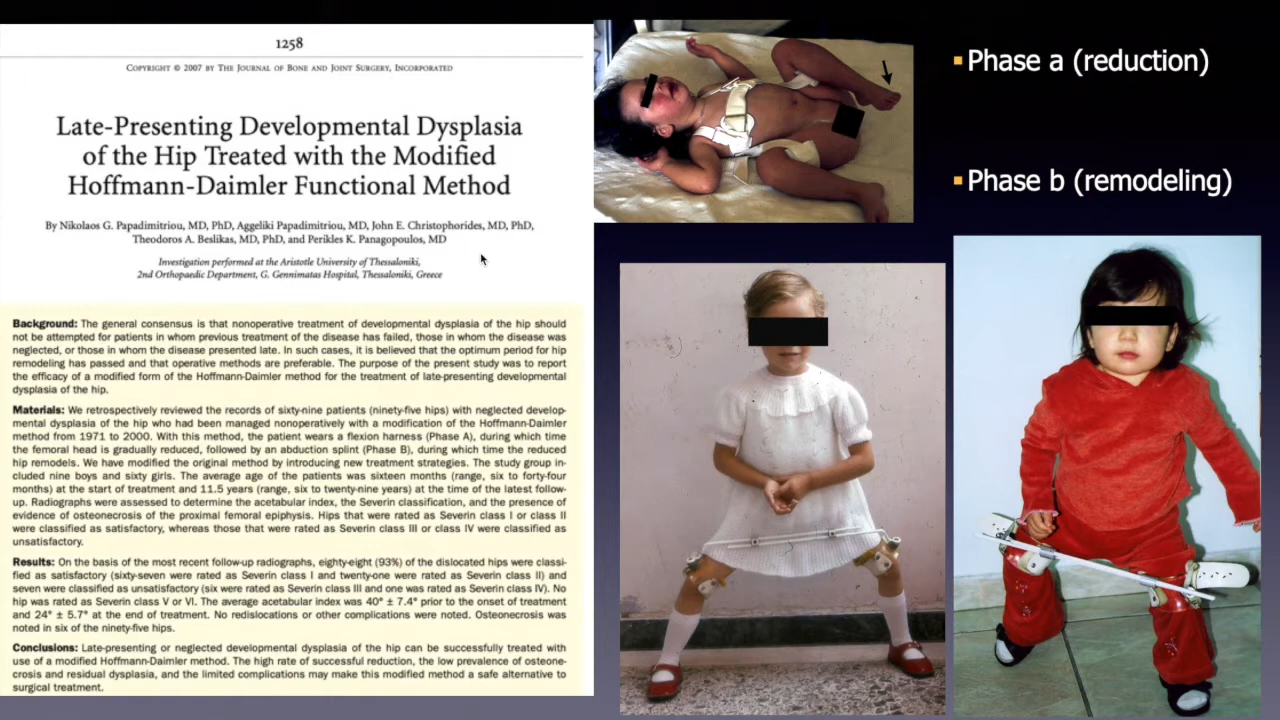 1258
COPYRIGHT © 2007 BY THE JOURNAL OF BONE AND JOINT SURGERY, INCORPORATED
Late-Presenting Developmental Dysplasia
of the Hip Treated with the Modified
Hoffmann-Daimler Functional Method
By Nikolaos G. Papadimitriou, MD, PhD, Aggeliki Papadimitriou, MD, John E. Christophorides, MD, PhD,
Theodoros A. Beslikas, MD, PhD, and Perikles K. Panagopoulos, MD
Investigation performed at the Aristotle University of Thessaloniki,
2nd Orthopaedic Department, G. Gennimatas Hospital, Thessaloniki, Greece
Background: The general consensus is that nonoperative treatment of developmental dysplasia of the hip should
not be attempted for patients in whom previous treatment of the disease has failed, those in whom the disease was
neglected, or those in whom the disease presented late. In such cases, it is believed that the optimum period for hip
remodeling has passed and that operative methods are preferable. The purpose of the present study was to report
the efficacy of a modified form of the Hoffmann-Daimler method for the treatment of late-presenting developmental
dysplasia of the hip.
Materials: We retrospectively reviewed the records of sixty-nine patients (ninety-five hips) with neglected develop-
mental dysplasia of the hip who had been managed nonoperatively with a modification of the Hoffmann-Daimler
method from 1971 to 2000. With this method, the patient wears a flexion harness (Phase A), during which time
the femoral head is gradually reduced, followed by an abduction splint (Phase B), during which time the reduced
hip remodels. We have modified the original method by introducing new treatment strategies. The study group in-
cluded nine boys and sixty girls. The average age of the patients was sixteen months (range, six to forty-four
months) at the start of treatment and 11.5 years (range, six to twenty-nine years) at the time of the latest follow-
up. Radiographs were assessed to determine the acetabular index, the Severin classification, and the presence of
evidence of osteonecrosis of the proximal femoral epiphysis. Hips that were rated as Severin class I or class II
were classified as satisfactory, whereas those that were rated as Severin class III or class IV were classified as
unsatisfactory.
Results: On the basis of the most recent follow-up radiographs, eighty-eight (93%) of the dislocated hips were classi-
fied as satisfactory (sixty-seven were rated as Severin class I and twenty-one were rated as Severin class II) and
seven were classified as unsatisfactory (six were rated as Severin class III and one was rated as Severin class IV). No
hip was rated as Severin class V or VI. The average acetabular index was 40° ± 7.4° prior to the onset of treatment
and 24° ± 5.7° at the end of treatment. No redislocations or other complications were noted. Osteonecrosis was
noted in six of the ninety-five hips.
Conclusions: Late-presenting or neglected developmental dysplasia of the hip can be successfully treated with
use of a modified Hoffmann-Daimler method. The high rate of successful reduction, the low prevalence of osteone-
crosis and residual dysplasia, and the limited complications may make this modified method a safe alternative to
surgical treatment.
Phase a (reduction)
Phase b (remodeling)